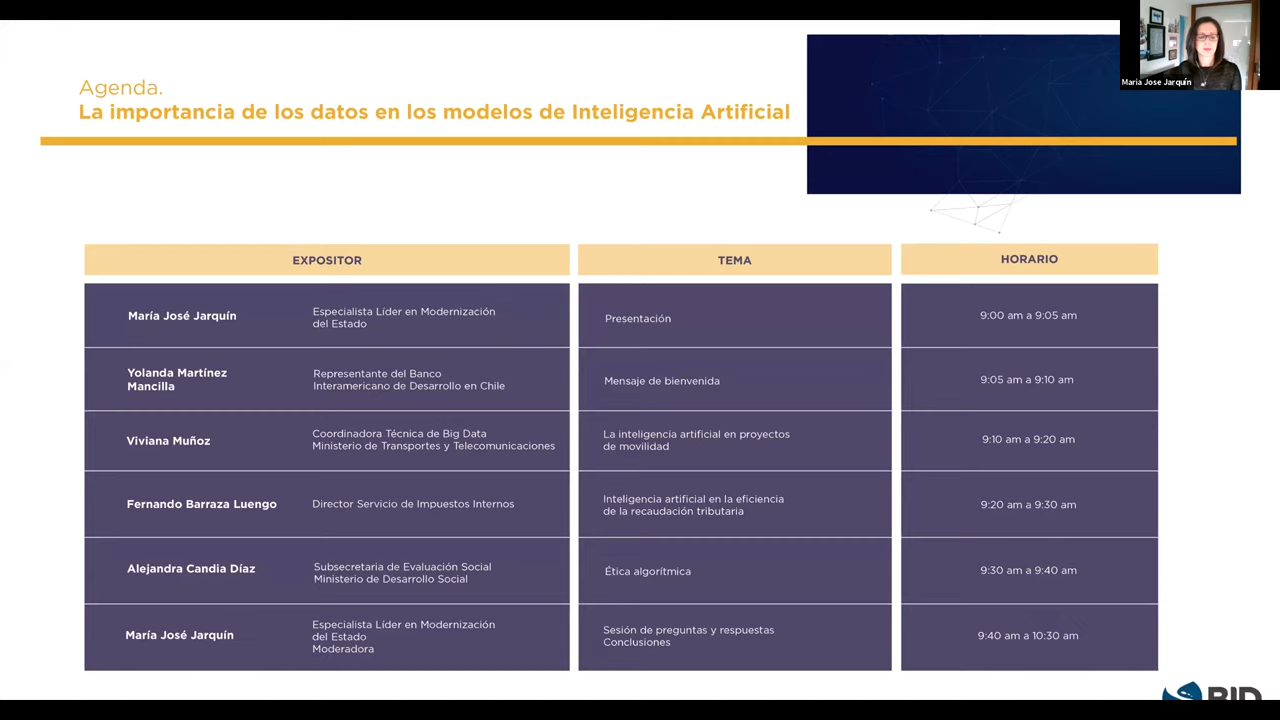 Agenda.
La importancia de los datos en los modelos de Inteligencia Artificial
Maria Jose Jarquín
EXPOSITOR
TEMA
HORARIO
María José Jarquín
Especialista Líder en Modernización
del Estado
Presentación
9:00 am a 9:05 am
Yolanda Martínez
Mancilla
Representante del Banco
Interamericano de Desarrollo en Chile
Mensaje de bienvenida
9:05 am a 9:10 am
Viviana Muñoz
Coordinadora Técnica de Big Data
Ministerio de Transportes y Telecomunicaciones
La inteligencia artificial en proyectos
de movilidad
9:10 am a 9:20 am
Fernando Barraza Luengo
Director Servicio de Impuestos Internos
Inteligencia artificial en la eficiencia
de la recaudación tributaria
9:20 am a 9:30 am
Alejandra Candia Díaz
Subsecretaria de Evaluación Social
Ministerio de Desarrollo Social
Ética algorítmica
9:30 am a 9:40 am
María José Jarquín
Especialista Líder en Modernización
del Estado
Moderadora
Sesión de preguntas y respuestas
Conclusiones
9:40 am a 10:30 am
BID